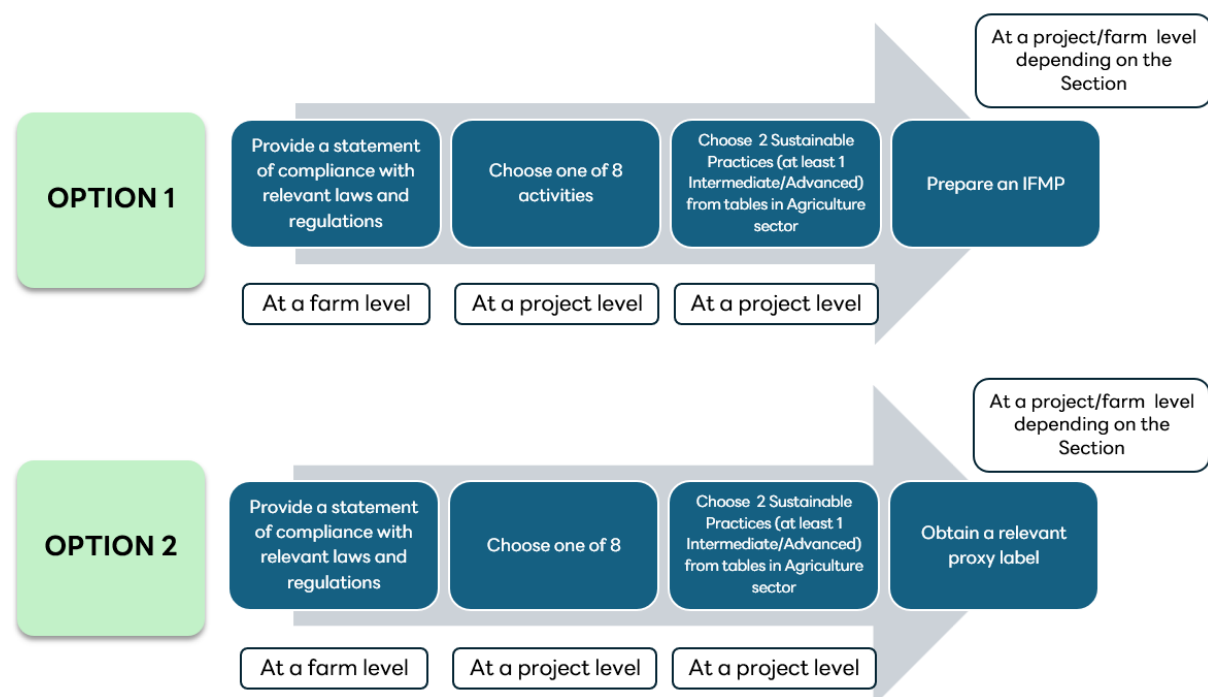 At a project/farm level
depending on the
Section
OPTION 1
Provide a statement
of compliance with
relevant laws and
regulations
Choose one of 8
activities
Choose 2 Sustainable
Practices (at least 1
Intermediate/Advanced)
from tables in Agriculture
sector
Prepare an IFMP
At a farm level
At a project level
At a project level
At a project/farm level
depending on the
Section
OPTION 2
Provide a statement
of compliance with
relevant laws and
regulations
Choose one of 8
Choose 2 Sustainable
Practices (at least 1
Intermediate/Advanced)
from tables in Agriculture
sector
Obtain a relevant
proxy label
At a farm level
At a project level
At a project level